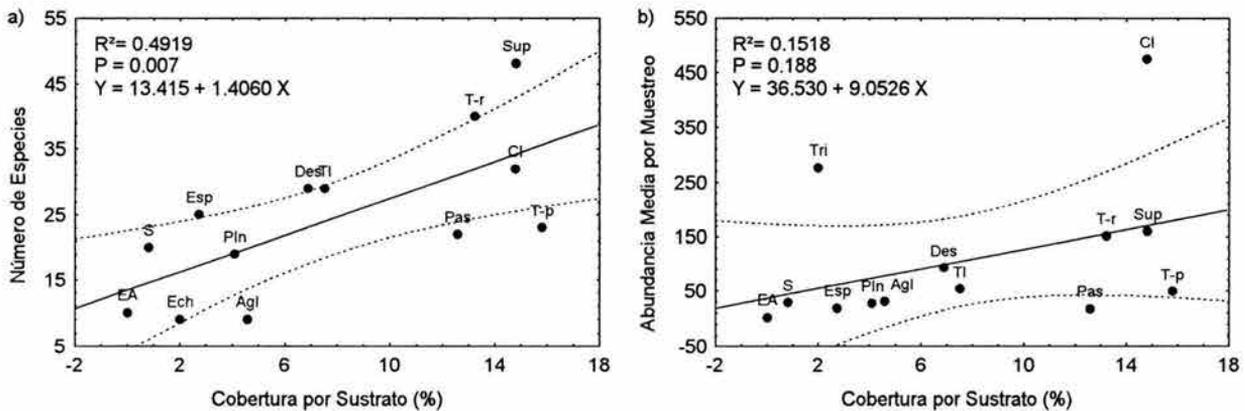 a)
R²= 0.4919
P = 0.007
Y = 13.415 + 1.4060 X
Número de Especies
55
45
35
25
15
5
Sup
T-r
Cl
Des
Tl
Esp
S
Pln
Pas
T-p
EA
Ech
Agl
-2 2 6 10 14 18
Cobertura por Sustrato (%)
b)
R²= 0.1518
P = 0.188
Y = 36.530 + 9.0526 X
Abundancia Media por Muestreo
550
450
350
250
150
50
-50
Cl
Tri
T-r
Sup
Des
Tl
T-p
EA
S
Esp
Pln
Agl
Pas
-2 2 6 10 14 18
Cobertura por Sustrato (%)